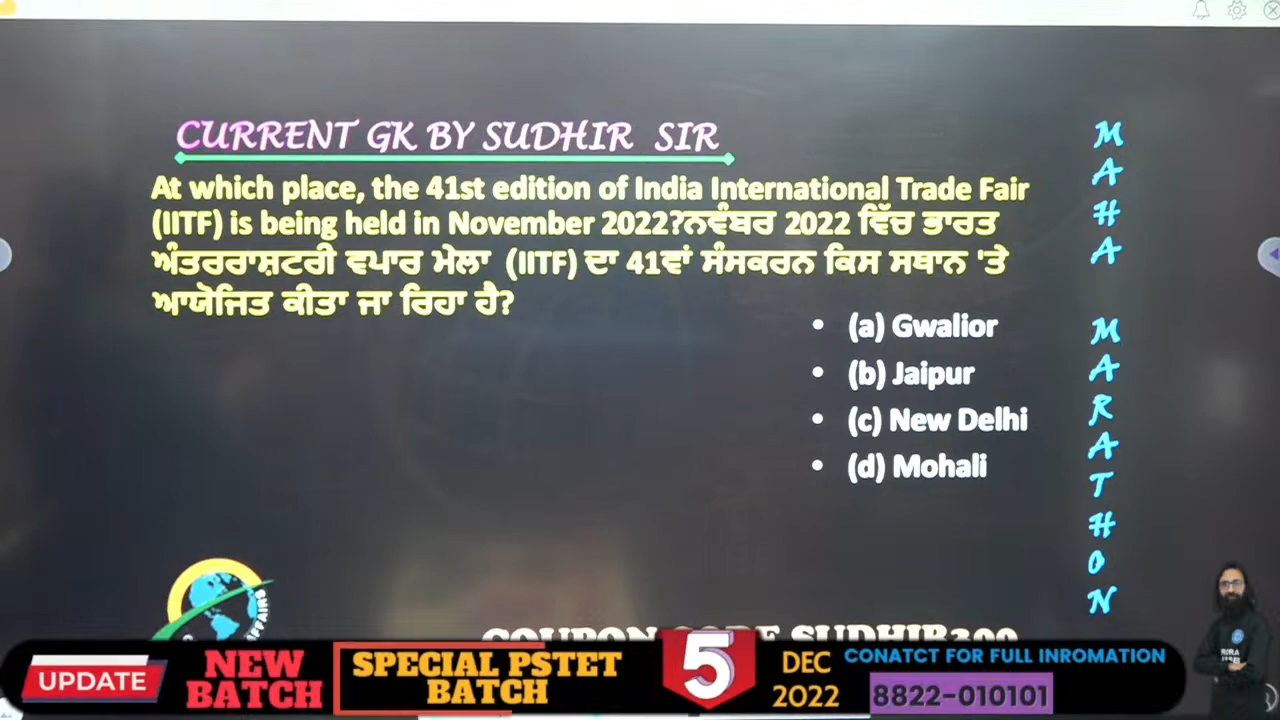 CURRENT GK BY SUDHIR SIR
At which place, the 41st edition of India International Trade Fair
(IITF) is being held in November 2022?ਨਵੰਬਰ 2022 ਵਿੱਚ ਭਾਰਤ
ਅੰਤਰਰਾਸ਼ਟਰੀ ਵਪਾਰ ਮੇਲਾ (IITF) ਦਾ 41ਵਾਂ ਸੰਸਕਰਨ ਕਿਸ ਸਥਾਨ 'ਤੇ
ਆਯੋਜਿਤ ਕੀਤਾ ਜਾ ਰਿਹਾ ਹੈ?
• (a) Gwalior
• (b) Jaipur
• (c) New Delhi
• (d) Mohali
MAHA MARATHON
COUPON CODE SUDHIR300
UPDATE
NEW
BATCH
SPECIAL PSTET
BATCH
5
DEC
2022
CONATCT FOR FULL INROMATION
8822-010101